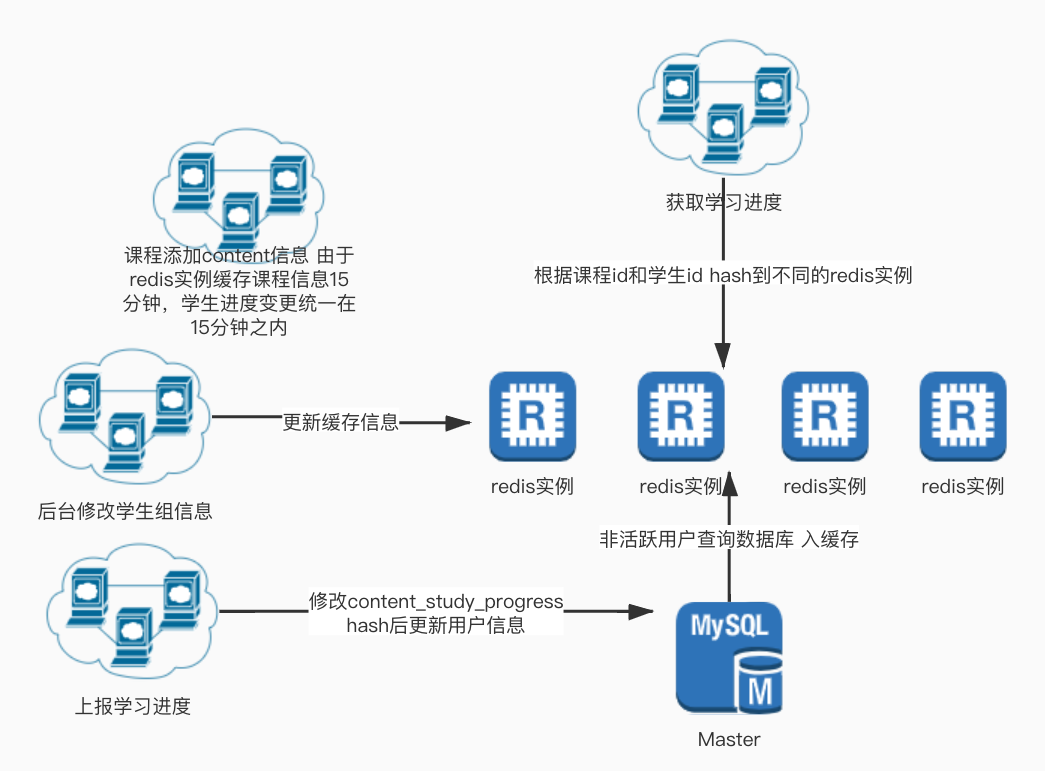 获取学习进度
课程添加content信息 由于
redis实例缓存课程信息15
分钟，学生进度变更统一在
15分钟之内
根据课程id和学生id hash到不同的redis实例
更新缓存信息
R
R
R
R
redis实例
redis实例
redis实例
redis实例
后台修改学生组信息
非活跃用户查询数据库 入缓存
修改content_study_progress
hash后更新用户信息
MySQL
M
上报学习进度
Master